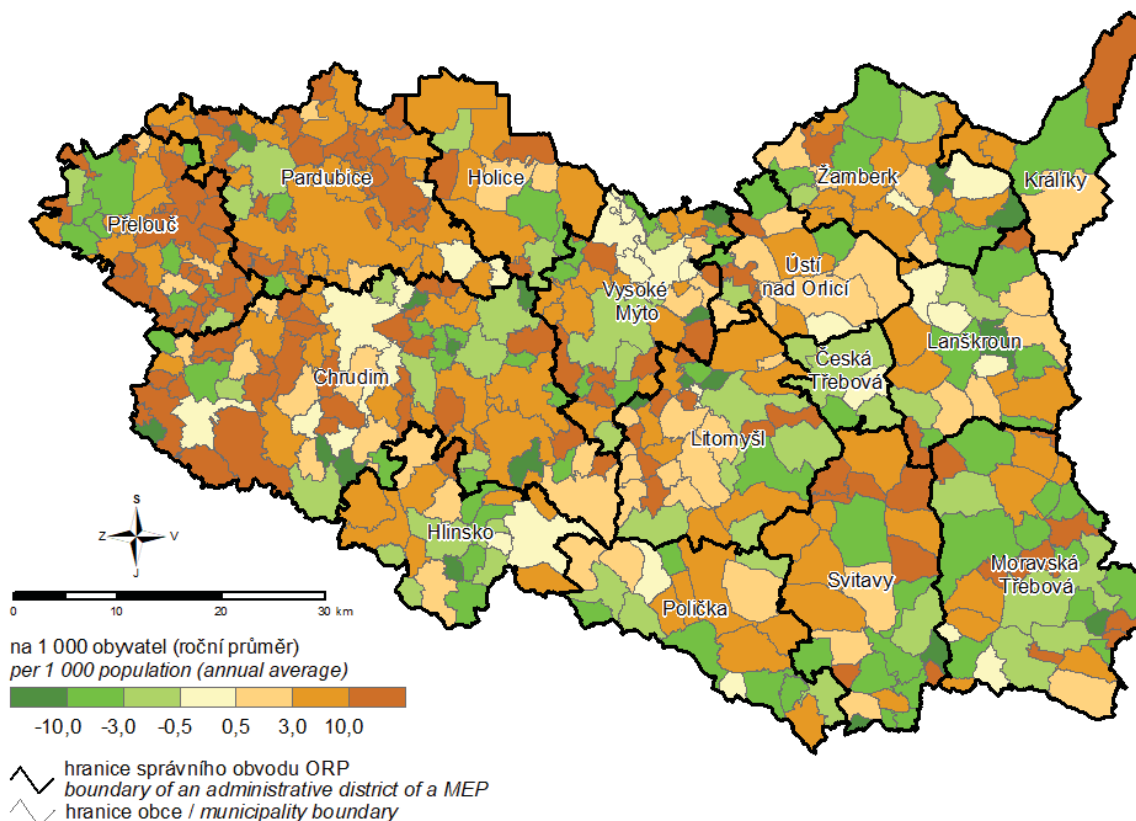 Pardubice
Holice
Žamberk
Králíky
Přelouč
Ústí
nad Orlicí
Vysoké
Mýto
Lanškroun
Česká
Třebová
Chrudim
Litomyšl
Hlinsko
Moravská
Třebová
Svitavy
Polička
S
Z V
J
0 10 20 30 km
na 1 000 obyvatel (roční průměr)
per 1 000 population (annual average)
-10,0 -3,0 -0,5 0,5 3,0 10,0
hranice správního obvodu ORP
boundary of an administrative district of a MEP
hranice obce / municipality boundary